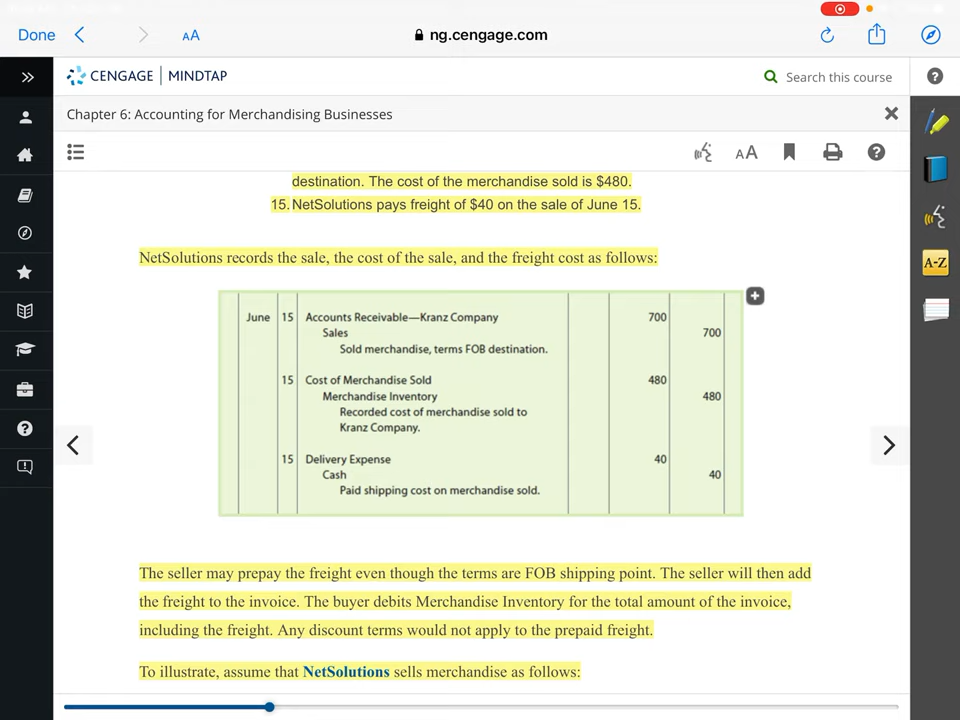 Done
AA
ng.cengage.com
CENGAGE | MINDTAP
Search this course
Chapter 6: Accounting for Merchandising Businesses
AA
destination. The cost of the merchandise sold is $480.
15. NetSolutions pays freight of $40 on the sale of June 15.
NetSolutions records the sale, the cost of the sale, and the freight cost as follows:
June 15 Accounts Receivable—Kranz Company 700
Sales 700
Sold merchandise, terms FOB destination.
15 Cost of Merchandise Sold 480
Merchandise Inventory 480
Recorded cost of merchandise sold to
Kranz Company.
15 Delivery Expense 40
Cash 40
Paid shipping cost on merchandise sold.
The seller may prepay the freight even though the terms are FOB shipping point. The seller will then add
the freight to the invoice. The buyer debits Merchandise Inventory for the total amount of the invoice,
including the freight. Any discount terms would not apply to the prepaid freight.
To illustrate, assume that NetSolutions sells merchandise as follows:
A-Z